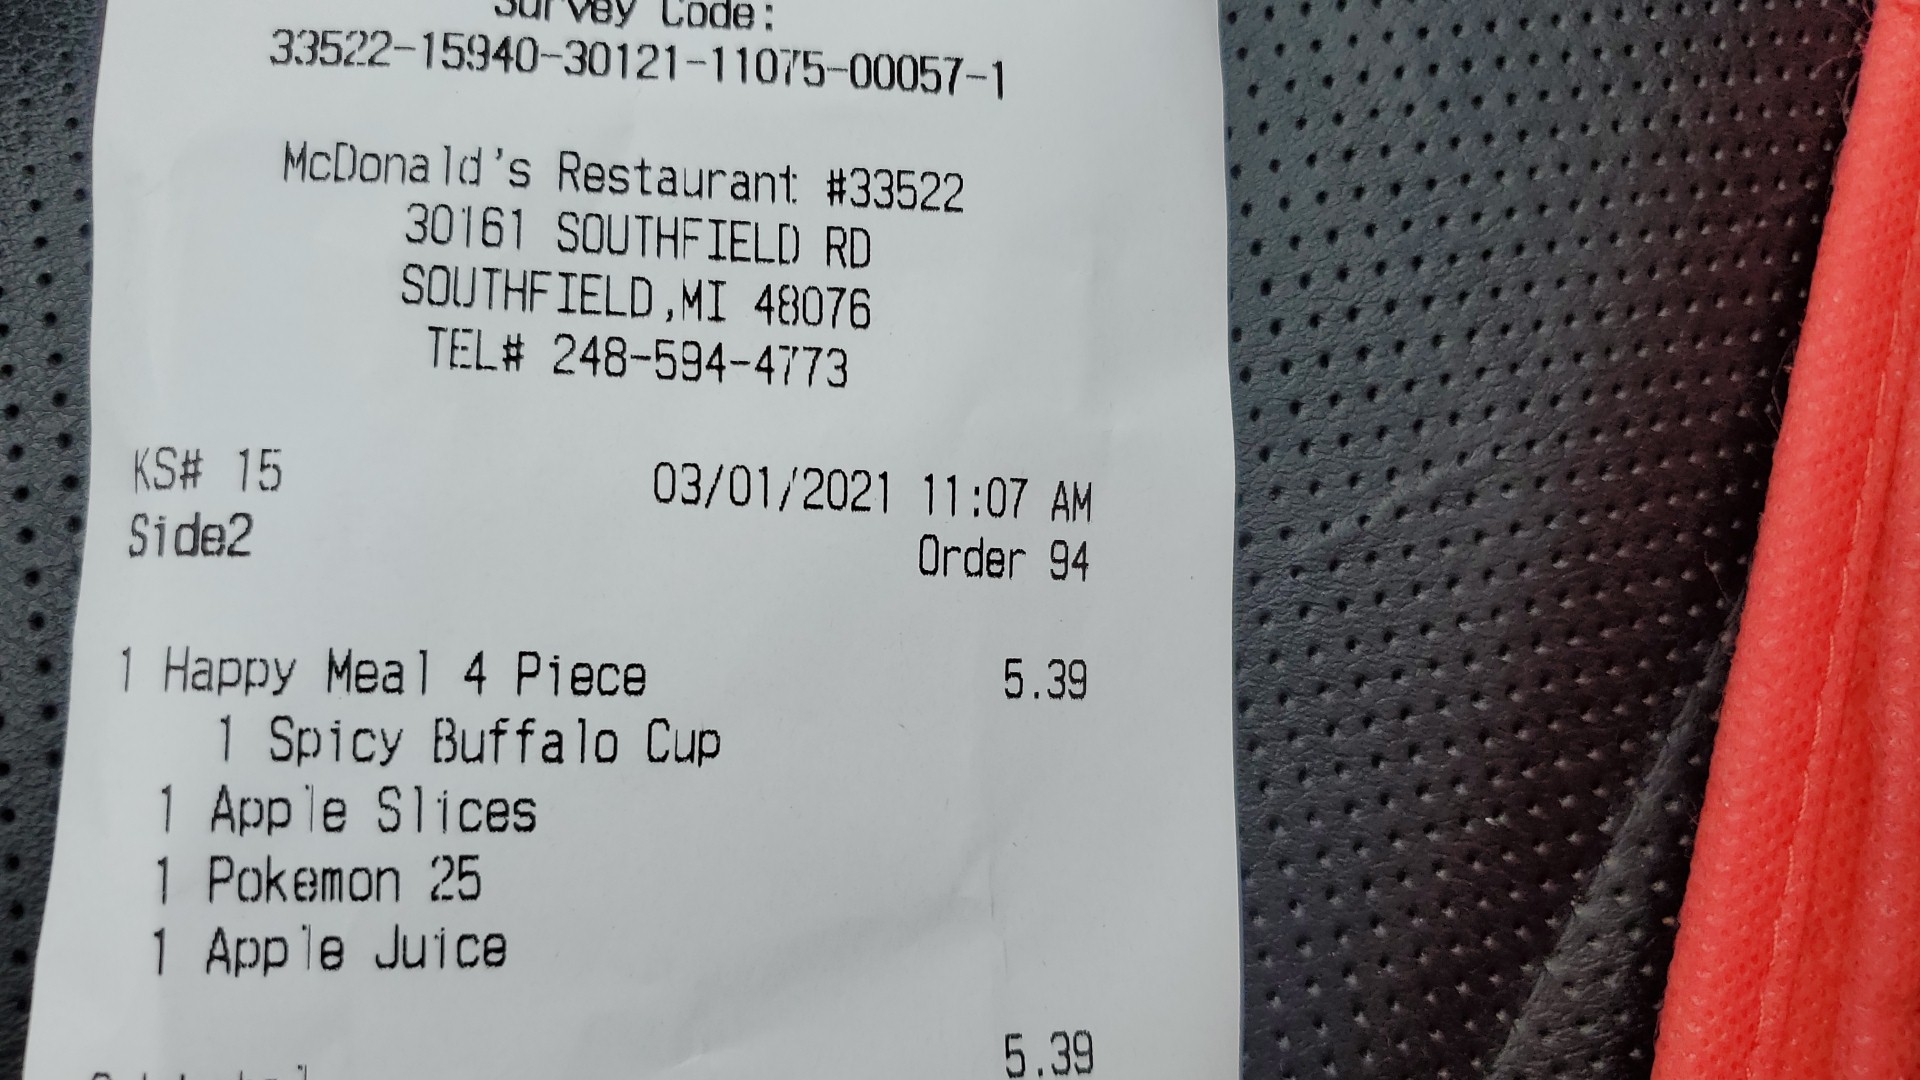 Survey Code:
33522-15940-30121-11075-00057-1
McDonald's Restaurant #33522
30161 SOUTHFIELD RD
SOUTHFIELD,MI 48076
TEL# 248-594-4773
KS# 15 03/01/2021 11:07 AM
Side2 Order 94
1 Happy Meal 4 Piece 5.39
1 Spicy Buffalo Cup
1 Apple Slices
1 Pokemon 25
1 Apple Juice
5.39